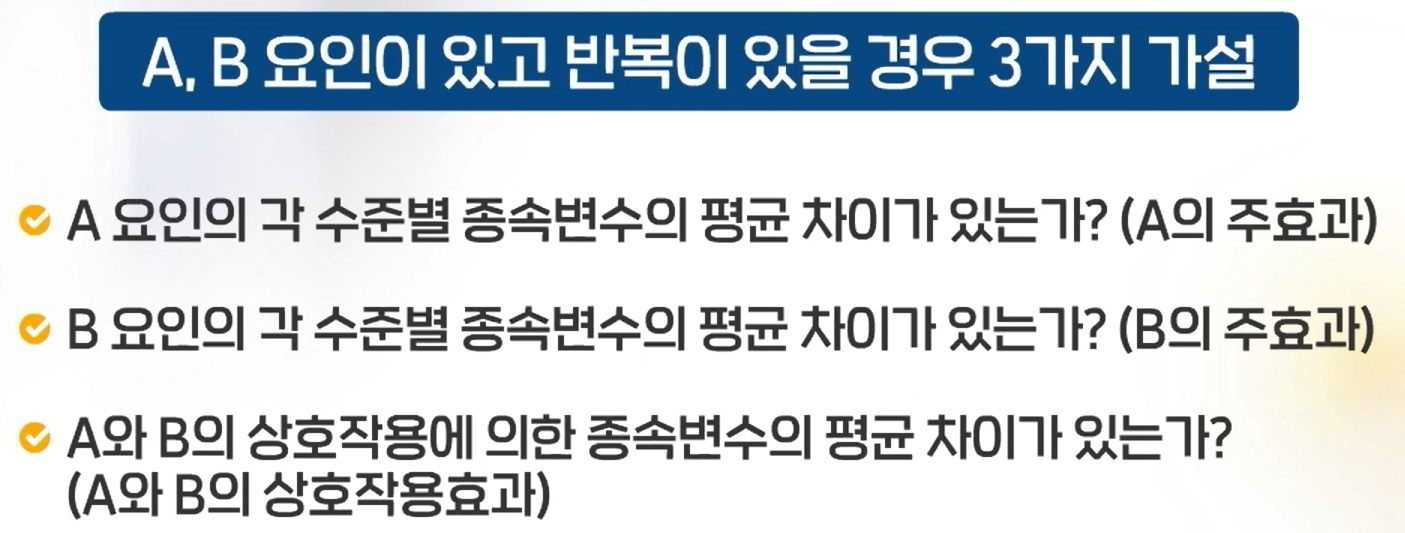 A, B 요인이 있고 반복이 있을 경우 3가지 가설
A 요인의 각 수준별 종속변수의 평균 차이가 있는가? (A의 주효과)
B 요인의 각 수준별 종속변수의 평균 차이가 있는가? (B의 주효과)
A와 B의 상호작용에 의한 종속변수의 평균 차이가 있는가?
(A와 B의 상호작용효과)